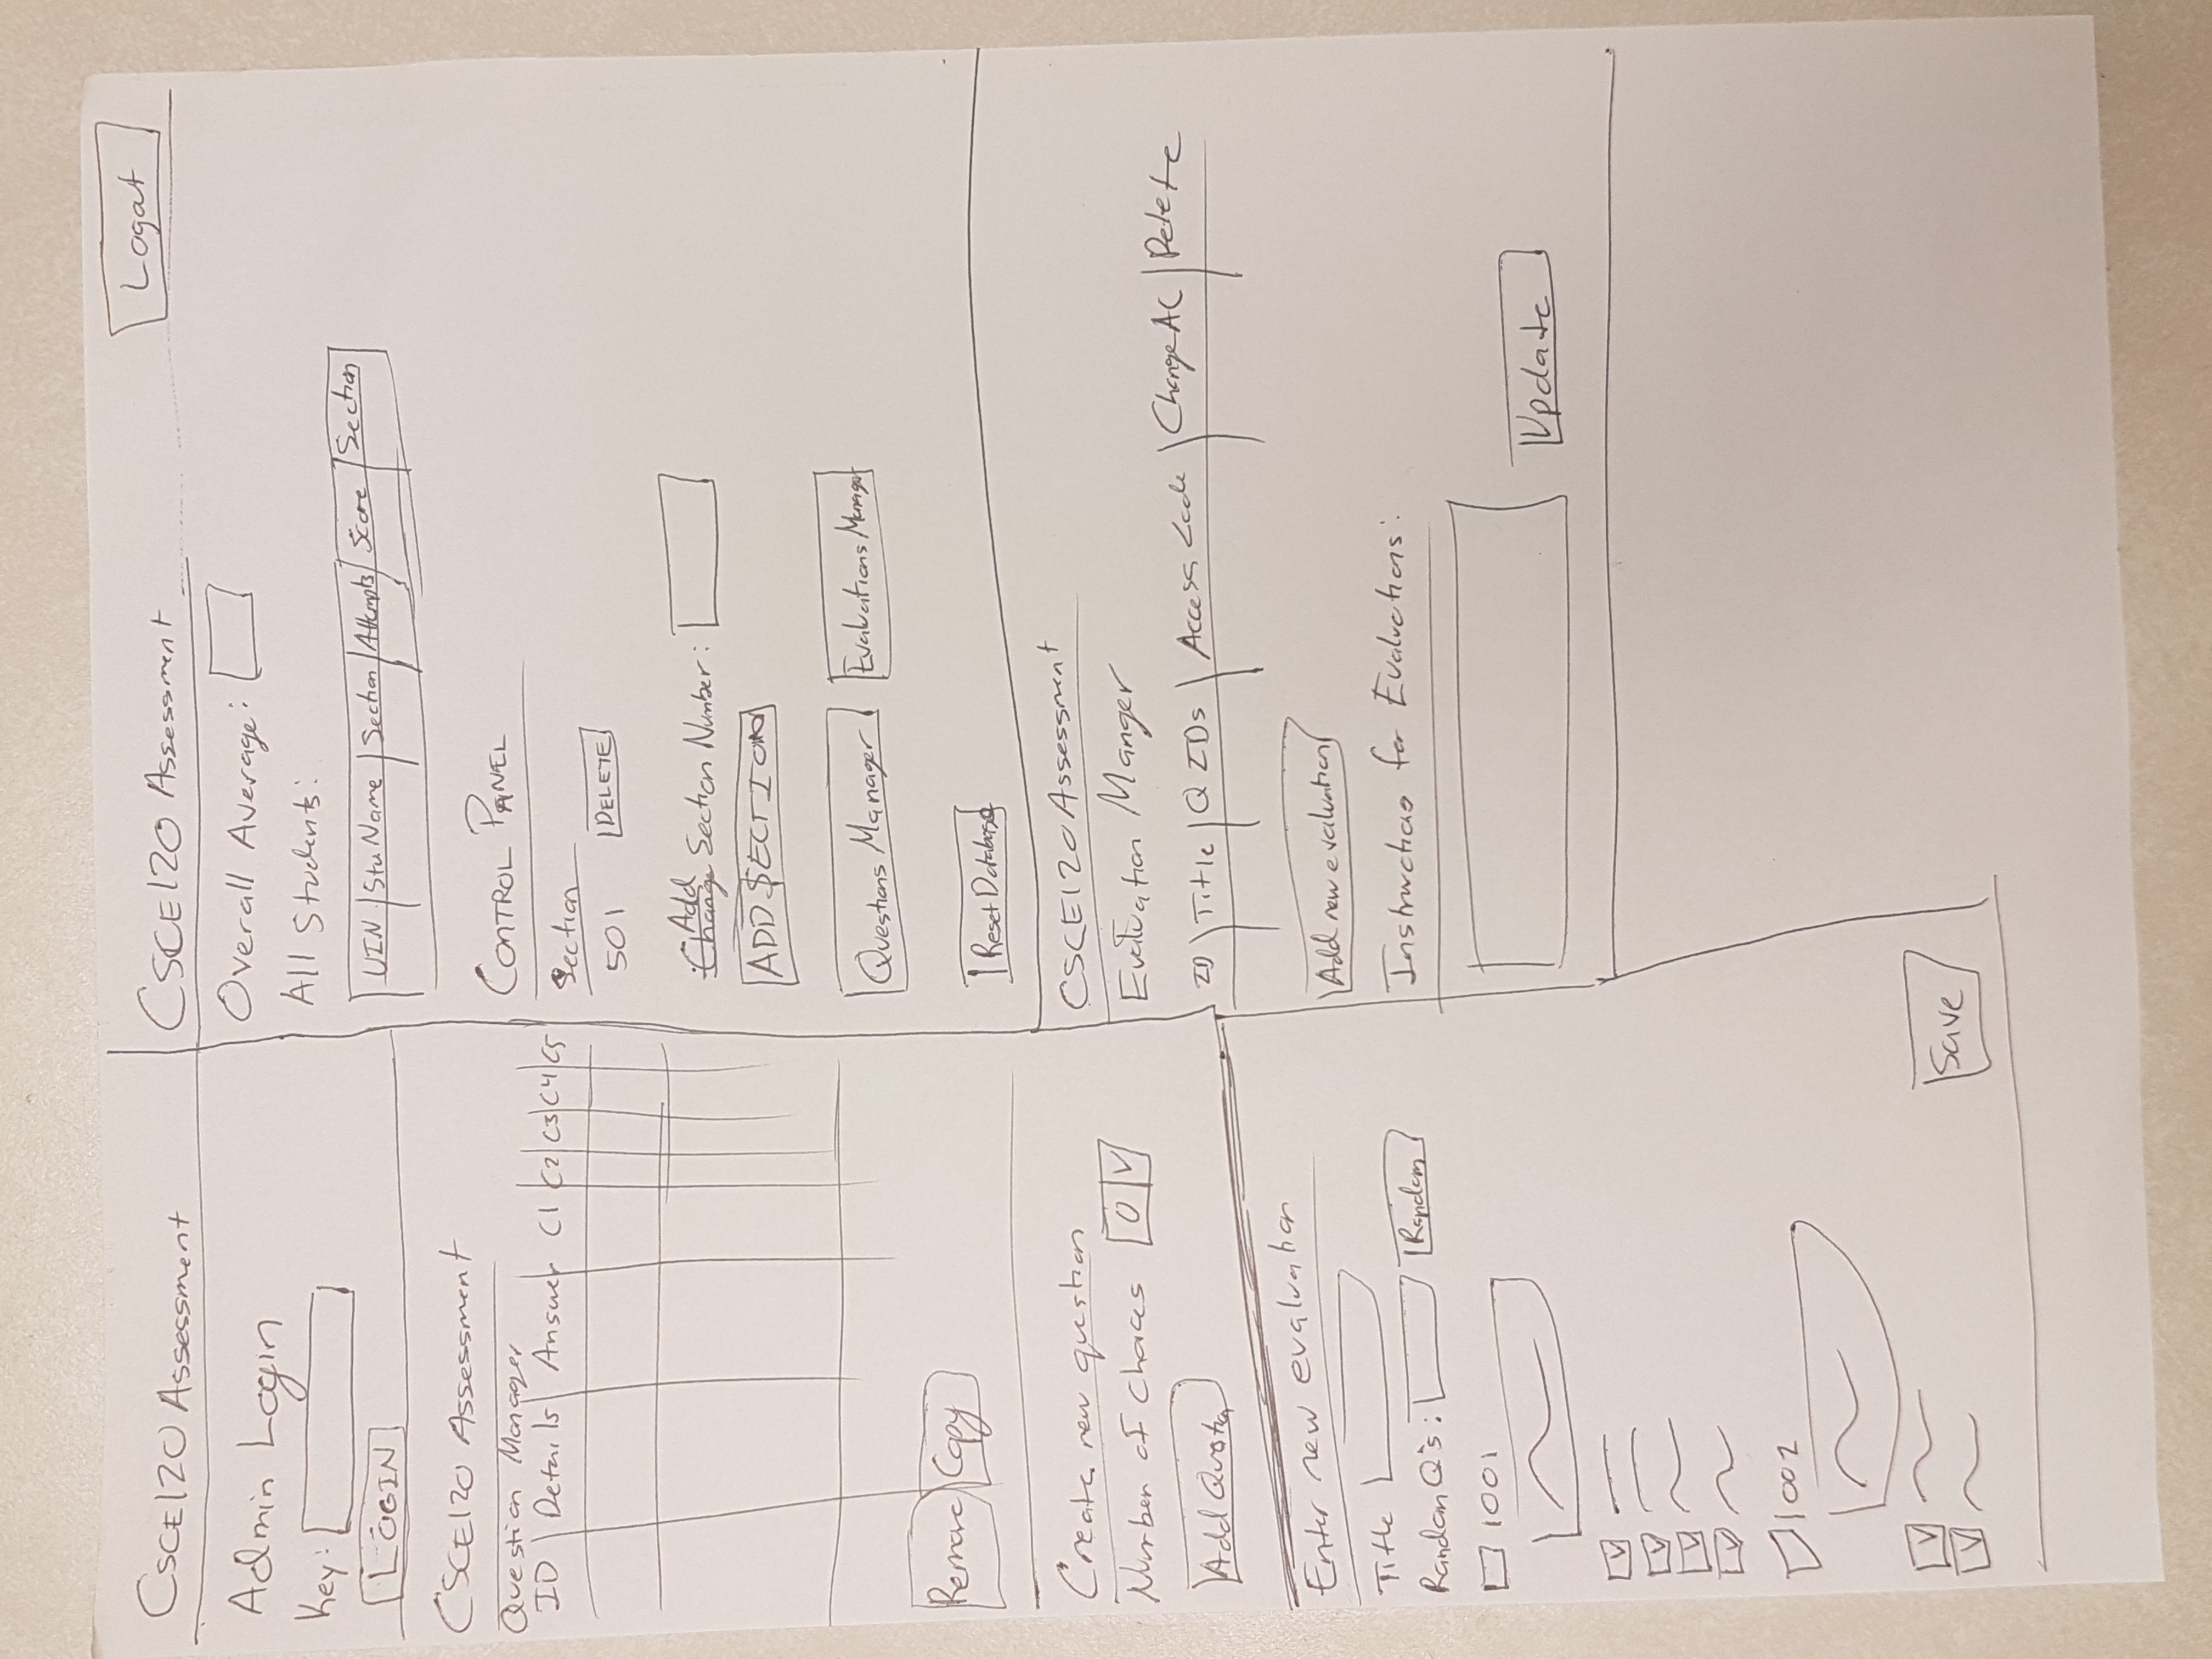 CSCE120 Assessment
Admin Login
Key:
LOGIN
CSCE120 Assessment
Question Manager
ID Details Answer C1 C2 C3 C4 C5
Remove Copy
Create new question
Number of Choices 0 V
Add
Enter new evaluation
Title
Random Q's: Random
1001
1002
Save
CSCE120 Assessment
Logout
Overall Average:
All Students:
UIN Stu Name Section Attempts Score Section
CONTROL PANEL
Section
501 DELETE
Add
Change Section Number:
ADD SECTION
Questions Manager Evaluations Manager
Reset Database
CSCE120 Assessment
Evaluation Manger
ID Title Q IDs Access Code Change AC Delete
Add new evaluation
Instructions for Evaluations:
Update